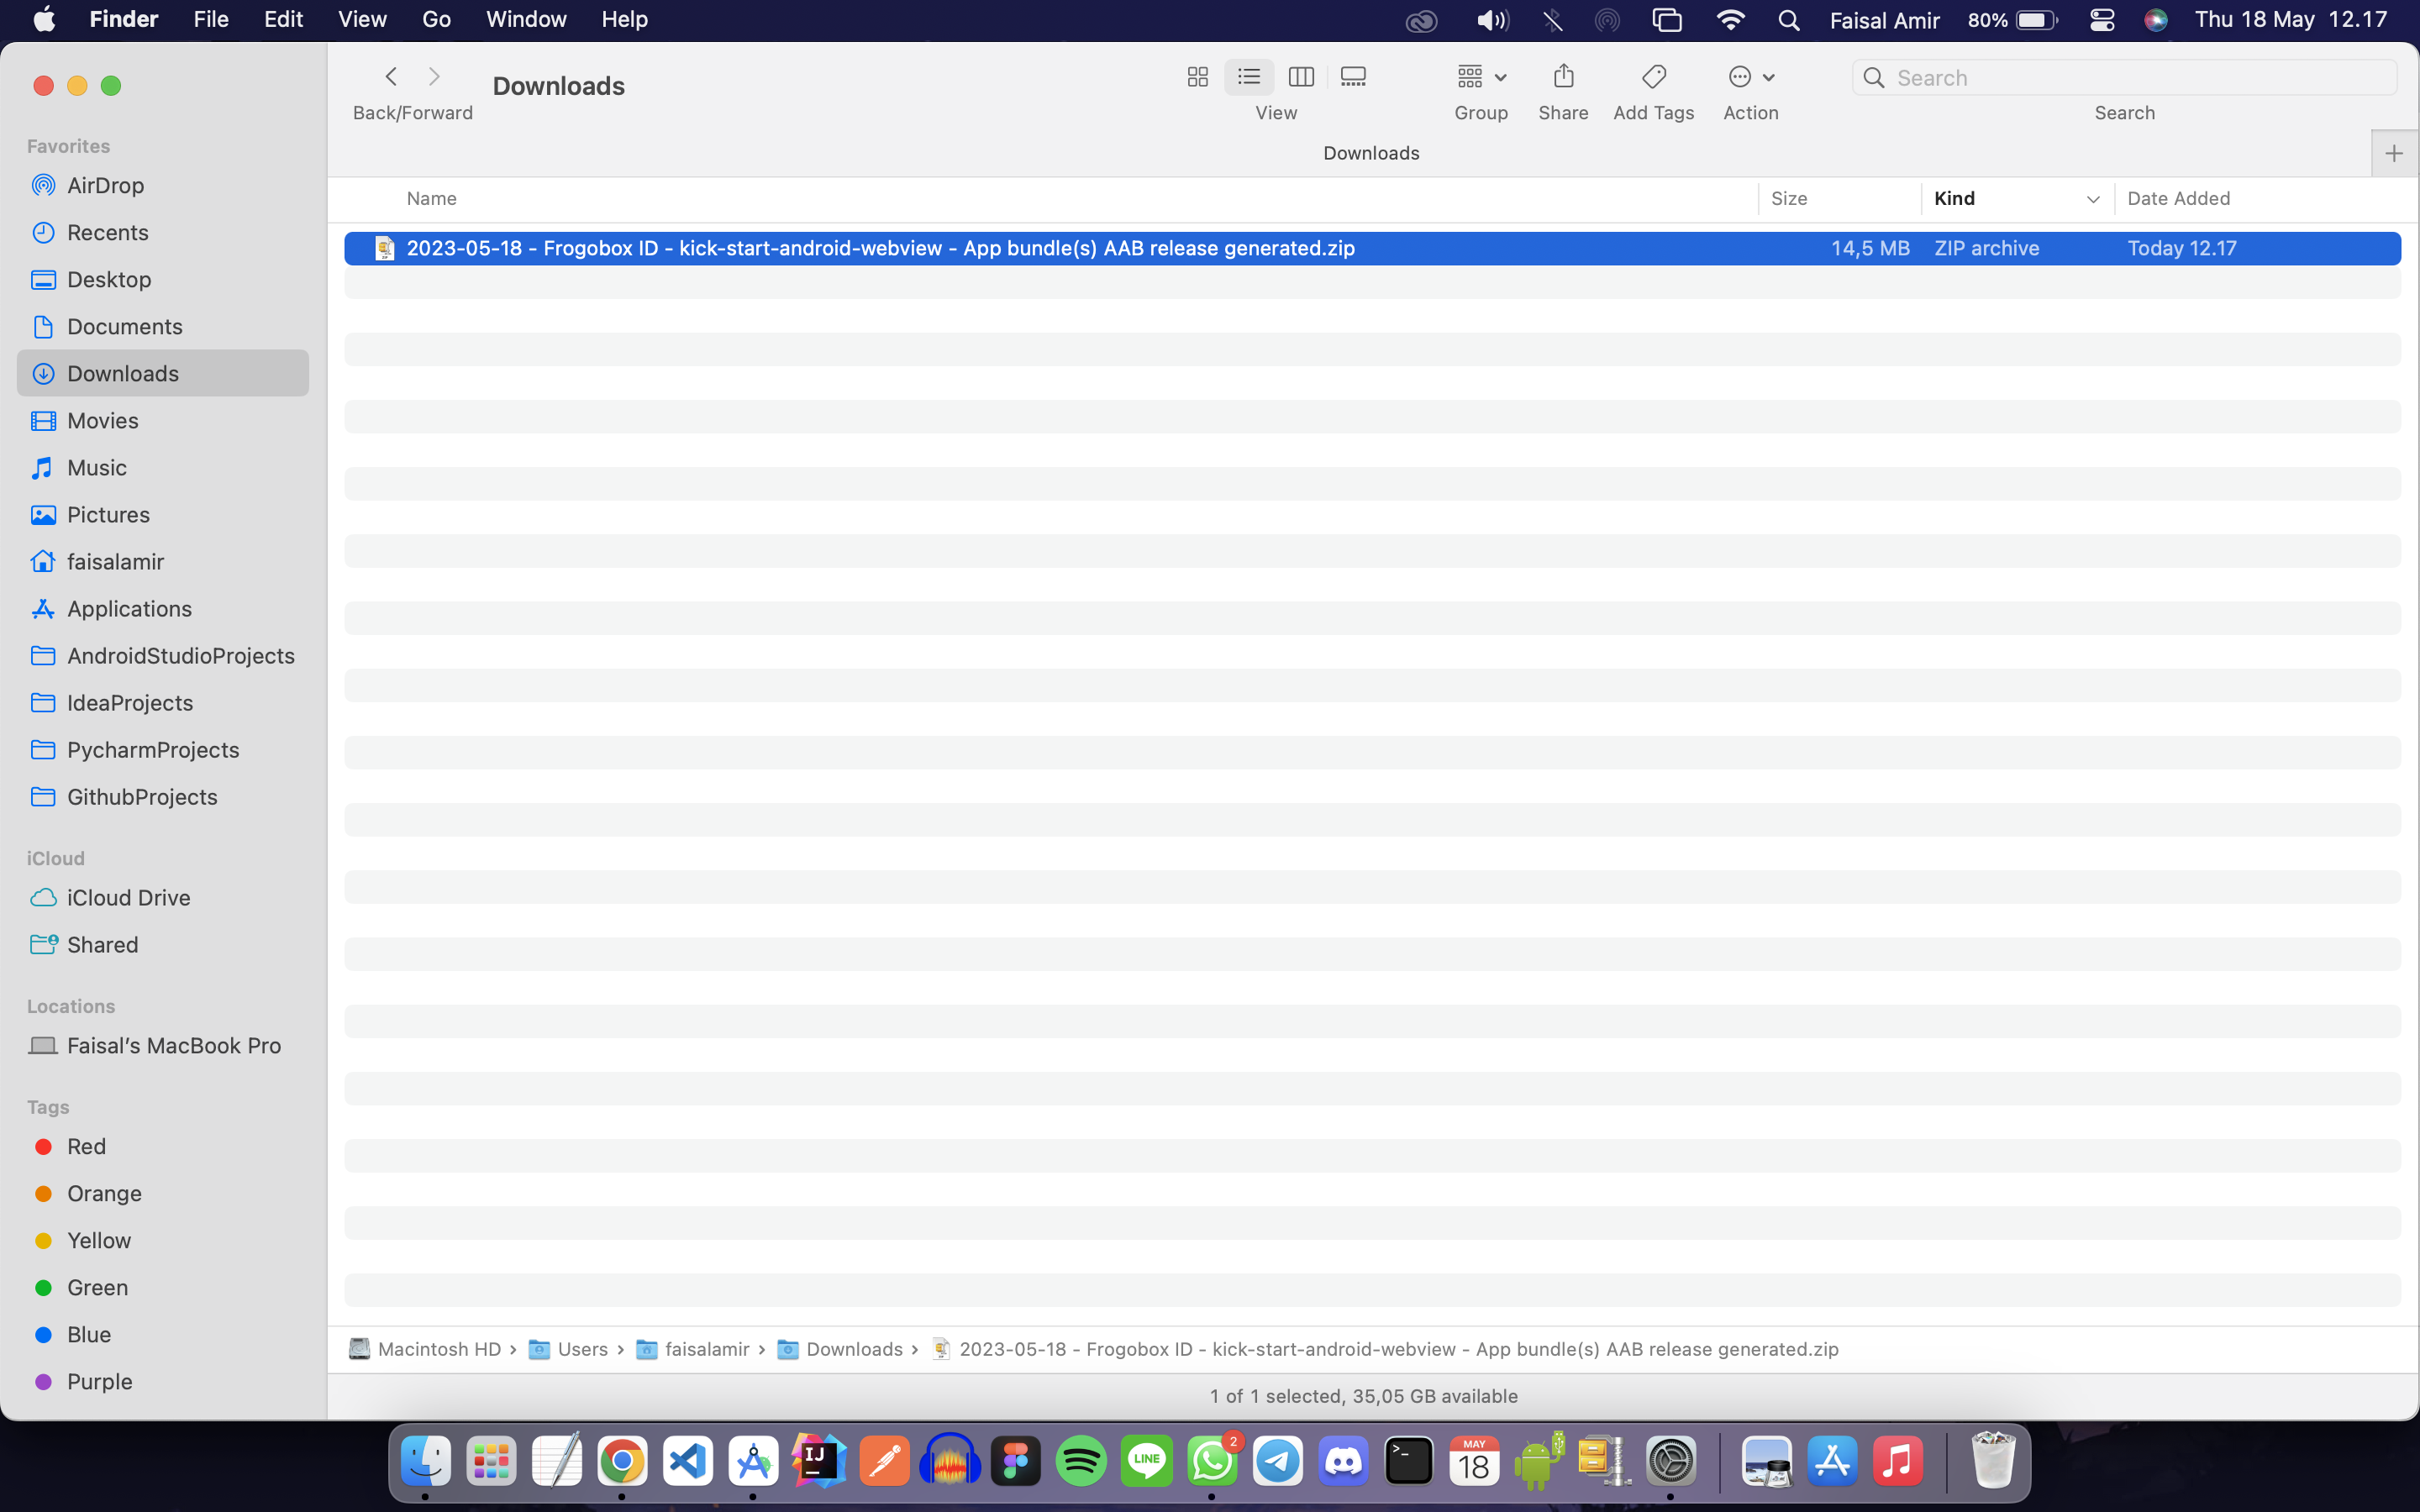 Finder File Edit View Go Window Help Faisal Amir 80% Thu 18 May 12.17
Downloads
Back/Forward View Group Share Add Tags Action Search
Search
Downloads
Name Size Kind Date Added
2023-05-18 - Frogobox ID - kick-start-android-webview - App bundle(s) AAB release generated.zip 14,5 MB ZIP archive Today 12.17
Favorites
AirDrop
Recents
Desktop
Documents
Downloads
Movies
Music
Pictures
faisalamir
Applications
AndroidStudioProjects
IdeaProjects
PycharmProjects
GithubProjects
iCloud
iCloud Drive
Shared
Locations
Faisal’s MacBook Pro
Tags
Red
Orange
Yellow
Green
Blue
Purple
Macintosh HD › Users › faisalamir › Downloads › 2023-05-18 - Frogobox ID - kick-start-android-webview - App bundle(s) AAB release generated.zip
1 of 1 selected, 35,05 GB available
IJ
LINE
2
>_
MAY
18